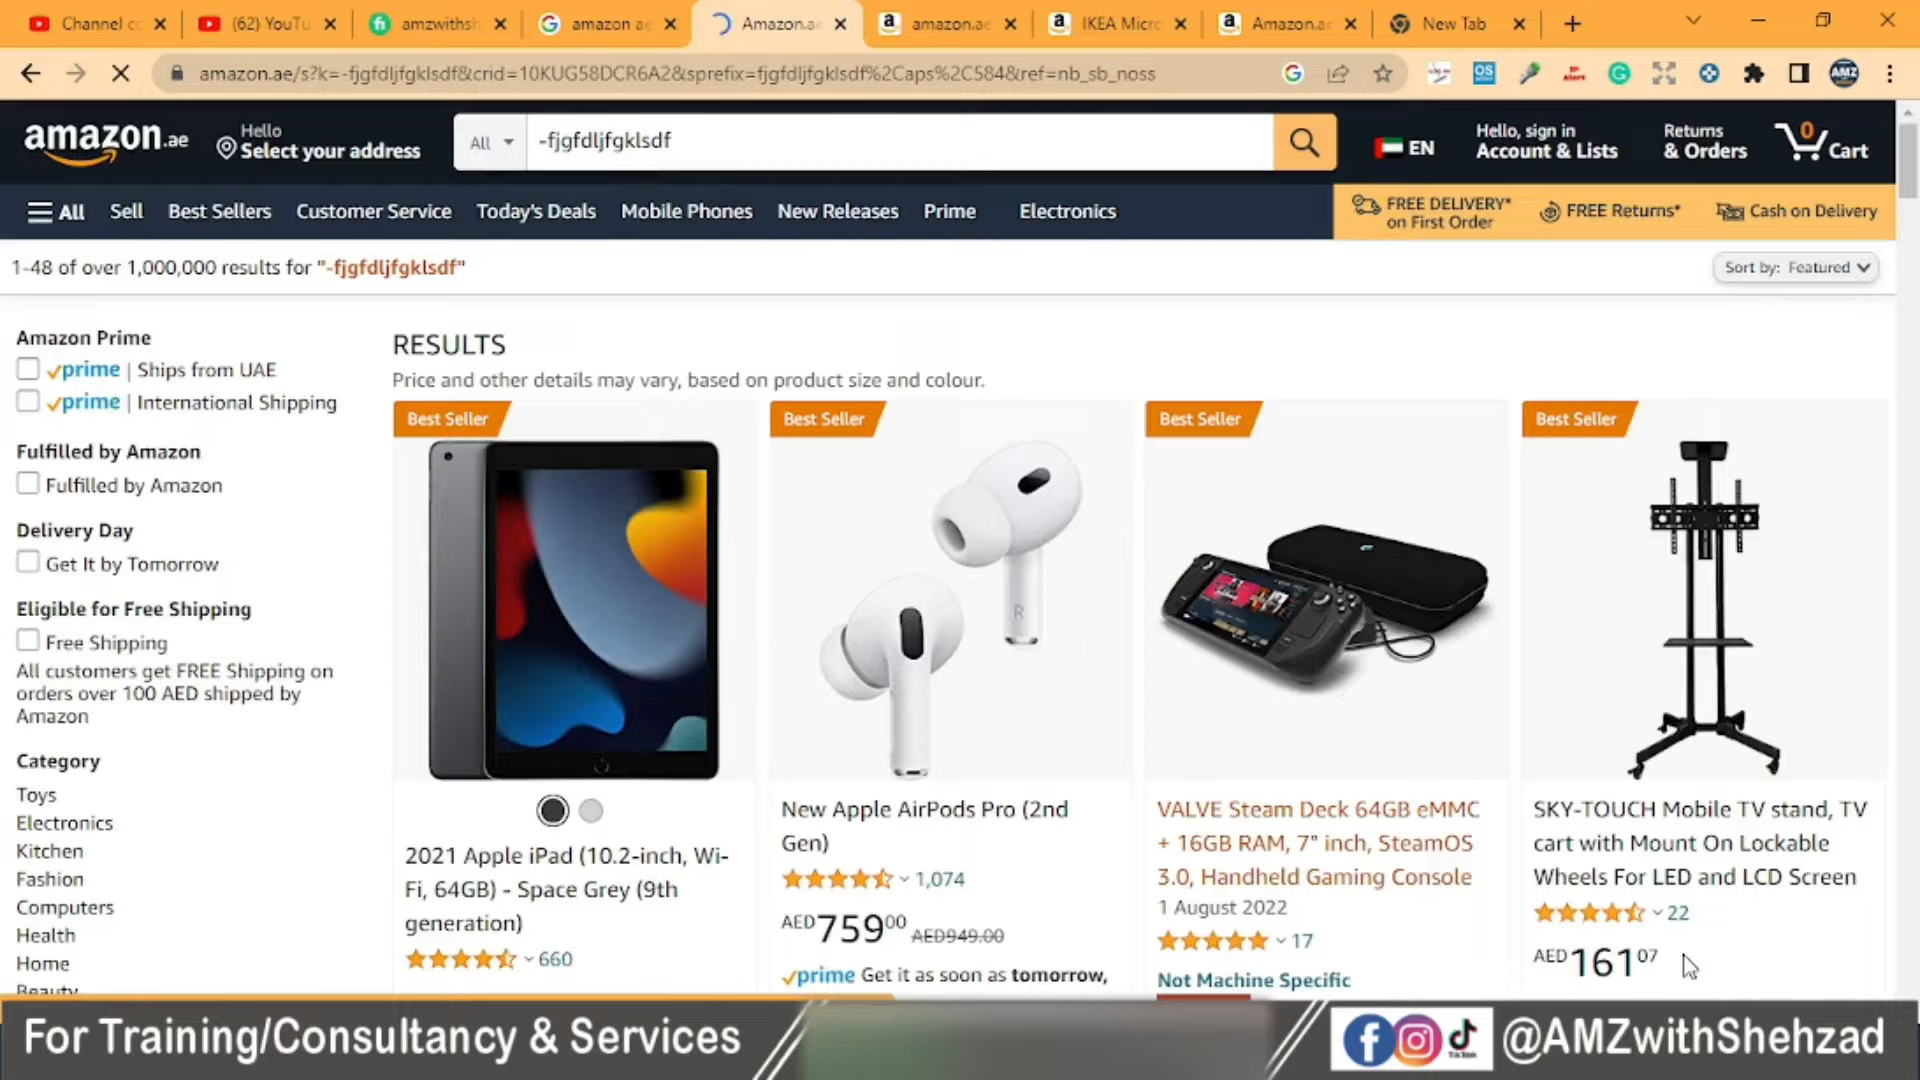 Channel co
(62) YouTu
amzwithsh
amazon ae
Amazon.ae
amazon.ae
IKEA Micro
Amazon.ae
New Tab
amazon.ae/s?k=-fjgfdljfgklsdf&crid=10KUG58DCR6A2&sprefix=fjgfdljfgklsdf%2Caps%2C584&ref=nb_sb_noss
amazon.ae
Hello
Select your address
All
-fjgfdljfgklsdf
EN
Hello, sign in
Account & Lists
Returns
& Orders
0
Cart
All
Sell
Best Sellers
Customer Service
Today's Deals
Mobile Phones
New Releases
Prime
Electronics
FREE DELIVERY*
on First Order
FREE Returns*
Cash on Delivery
1-48 of over 1,000,000 results for "-fjgfdljfgklsdf"
Sort by: Featured
Amazon Prime
prime | Ships from UAE
prime | International Shipping
Fulfilled by Amazon
Fulfilled by Amazon
Delivery Day
Get It by Tomorrow
Eligible for Free Shipping
Free Shipping
All customers get FREE Shipping on
orders over 100 AED shipped by
Amazon
Category
Toys
Electronics
Kitchen
Fashion
Computers
Health
Home
Beauty
RESULTS
Price and other details may vary, based on product size and colour.
Best Seller
2021 Apple iPad (10.2-inch, Wi-
Fi, 64GB) - Space Grey (9th
generation)
660
Best Seller
R
New Apple AirPods Pro (2nd
Gen)
1,074
AED75900 AED949.00
prime Get it as soon as tomorrow,
Best Seller
VALVE Steam Deck 64GB eMMC
+ 16GB RAM, 7" inch, SteamOS
3.0, Handheld Gaming Console
1 August 2022
17
Not Machine Specific
Best Seller
SKY-TOUCH Mobile TV stand, TV
cart with Mount On Lockable
Wheels For LED and LCD Screen
22
AED16107
For Training/Consultancy & Services
@AMZwithShehzad